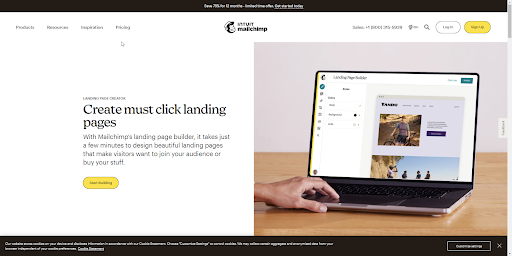 Save 75% for 12 months - limited time offer. Get started today
Products
Resources
Inspiration
Pricing
INTUIT
mailchimp
Sales: +1 (800) 315-5939
EN
Log In
Sign Up
LANDING PAGE CREATOR
Create must click landing
pages
With Mailchimp's landing page builder, it takes just
a few minutes to design beautiful landing pages
that make visitors want to join your audience or
buy your stuff.
Start Building
Landing Page Builder
Feedback
Our website stores cookies on your device and discloses information in accordance with our Cookie Statement. Choose "Customize Settings" to control cookies. We may collect certain aggregate and anonymized data from your
browser independent of your cookie preferences. Cookie Statement
Customize settings